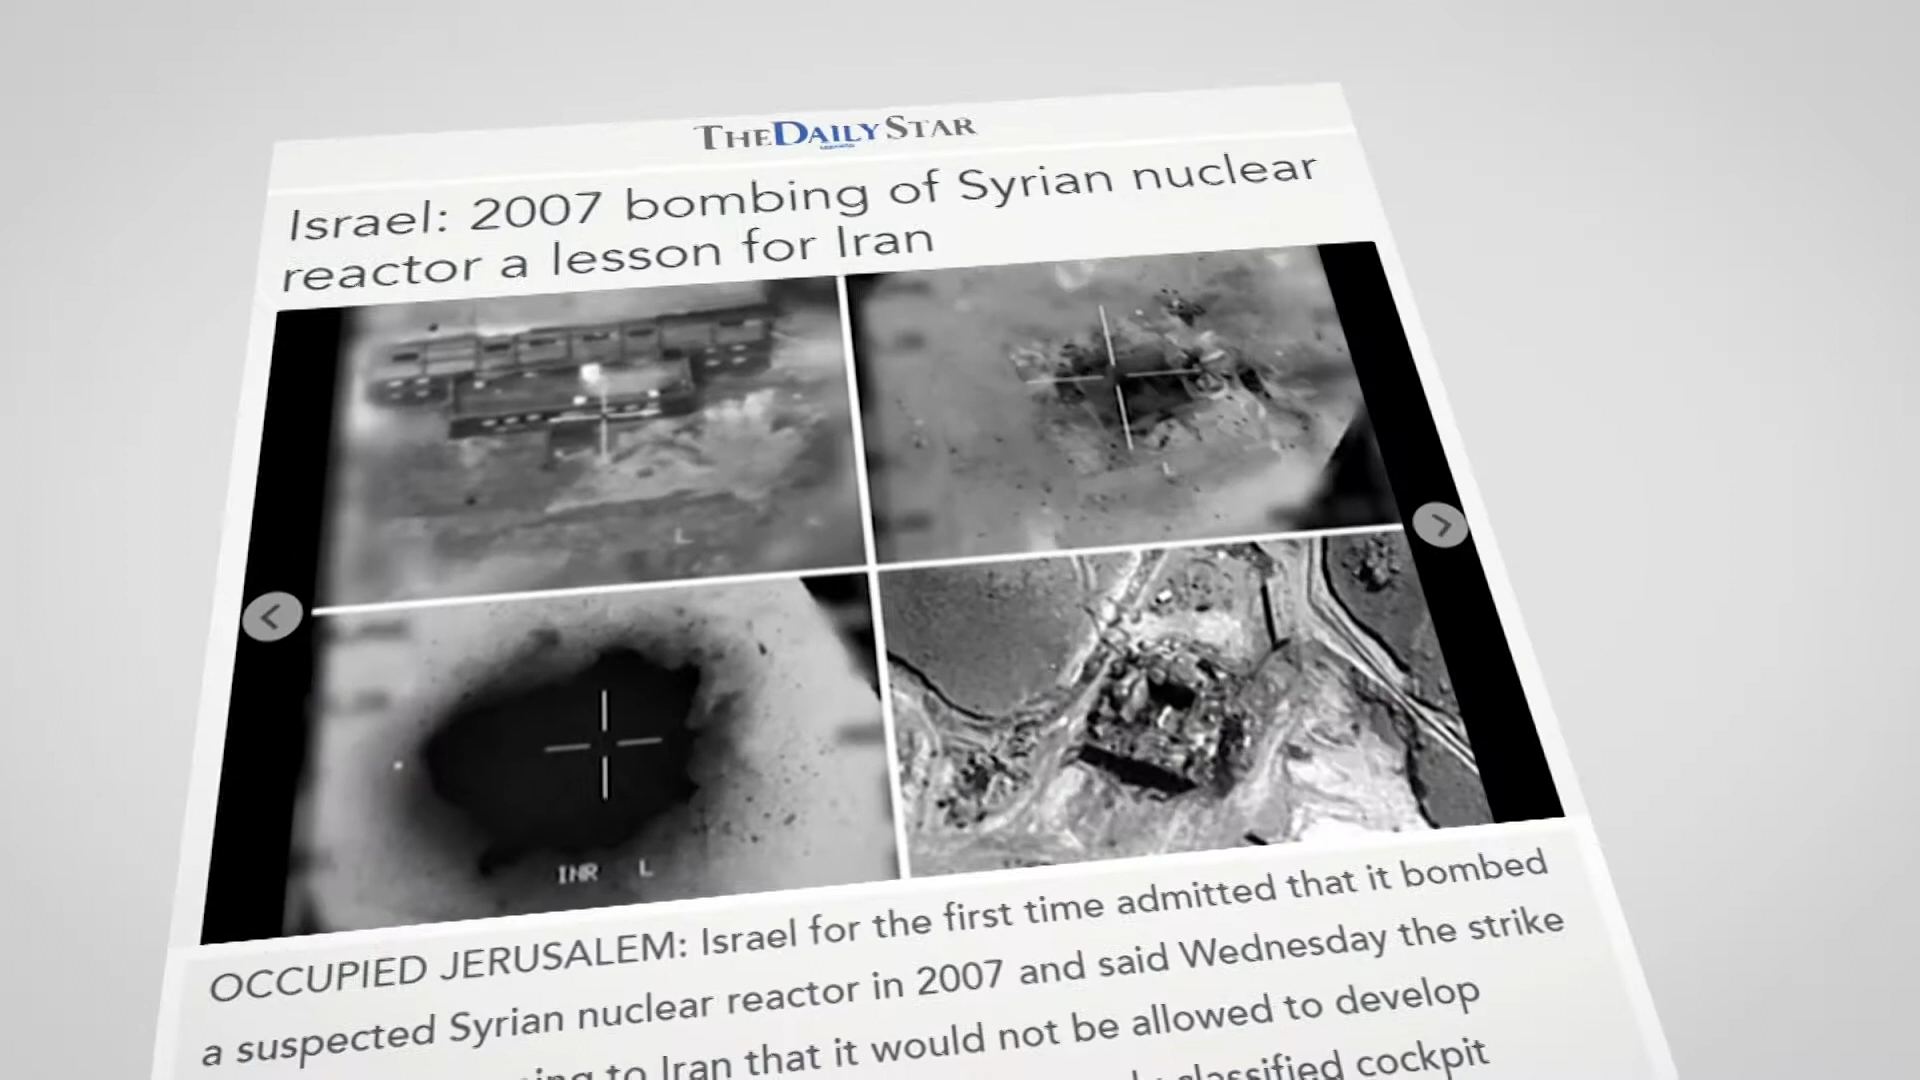 THE DAILY STAR
LEBANON
Israel: 2007 bombing of Syrian nuclear
reactor a lesson for Iran
L
L
INR L
OCCUPIED JERUSALEM: Israel for the first time admitted that it bombed
a suspected Syrian nuclear reactor in 2007 and said Wednesday the strike
to Iran that it would not be allowed to develop
classified cockpit